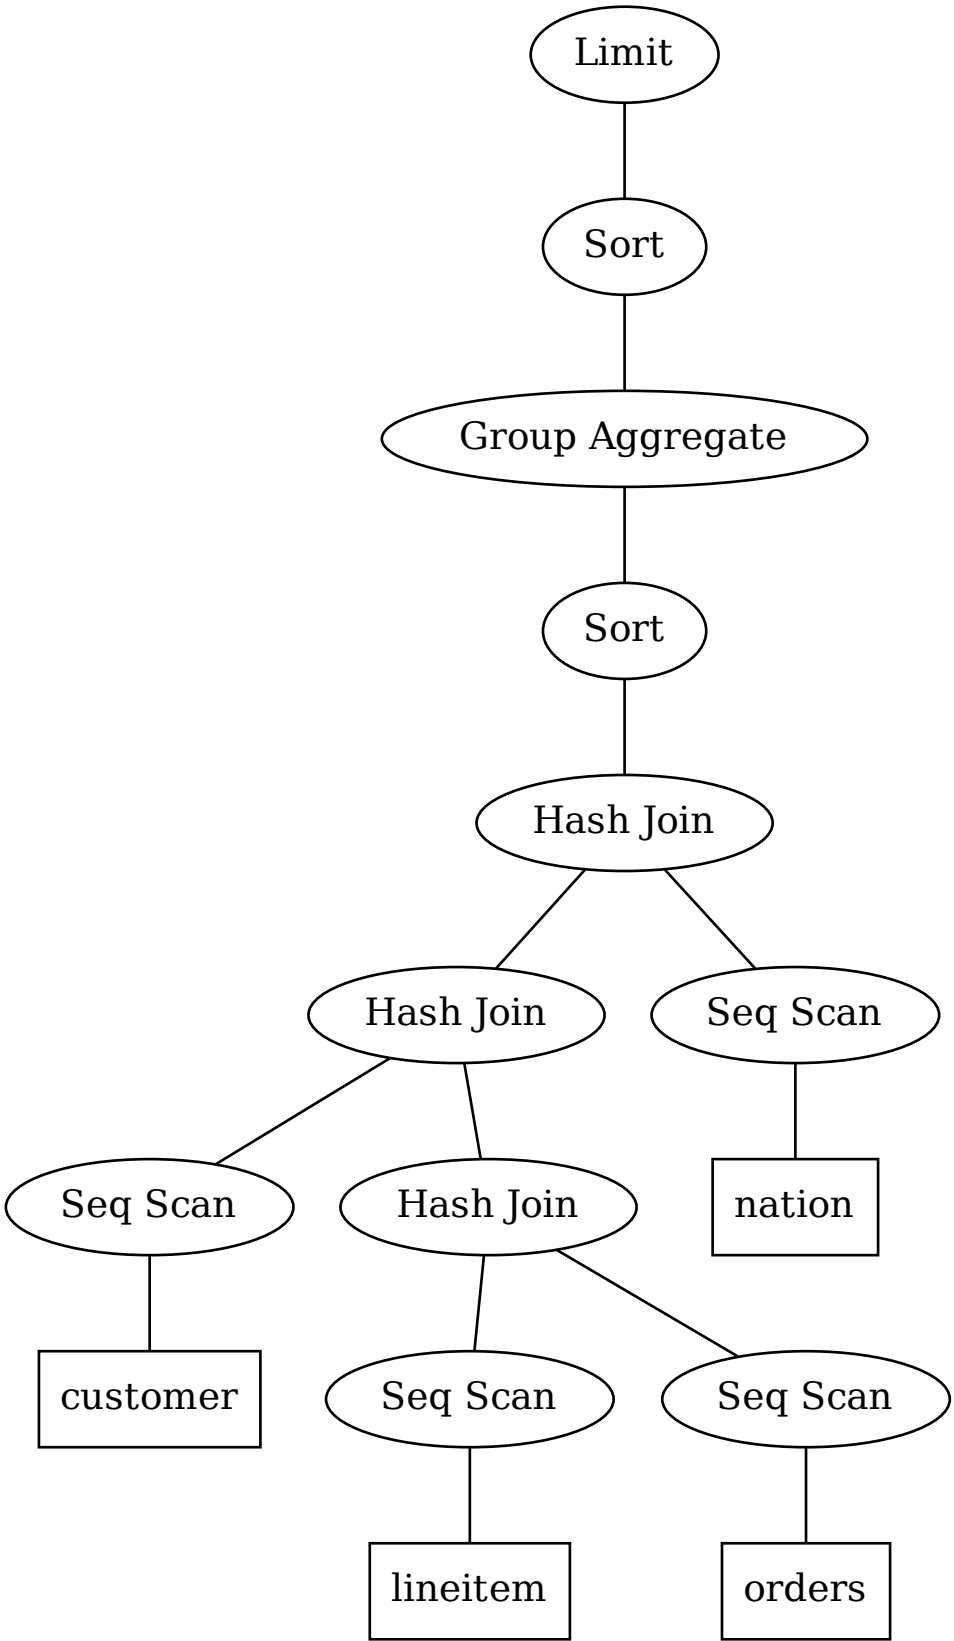 Limit
Sort
Group Aggregate
Sort
Hash Join
Hash Join
Seq Scan
Seq Scan
Hash Join
nation
customer
Seq Scan
Seq Scan
lineitem
orders